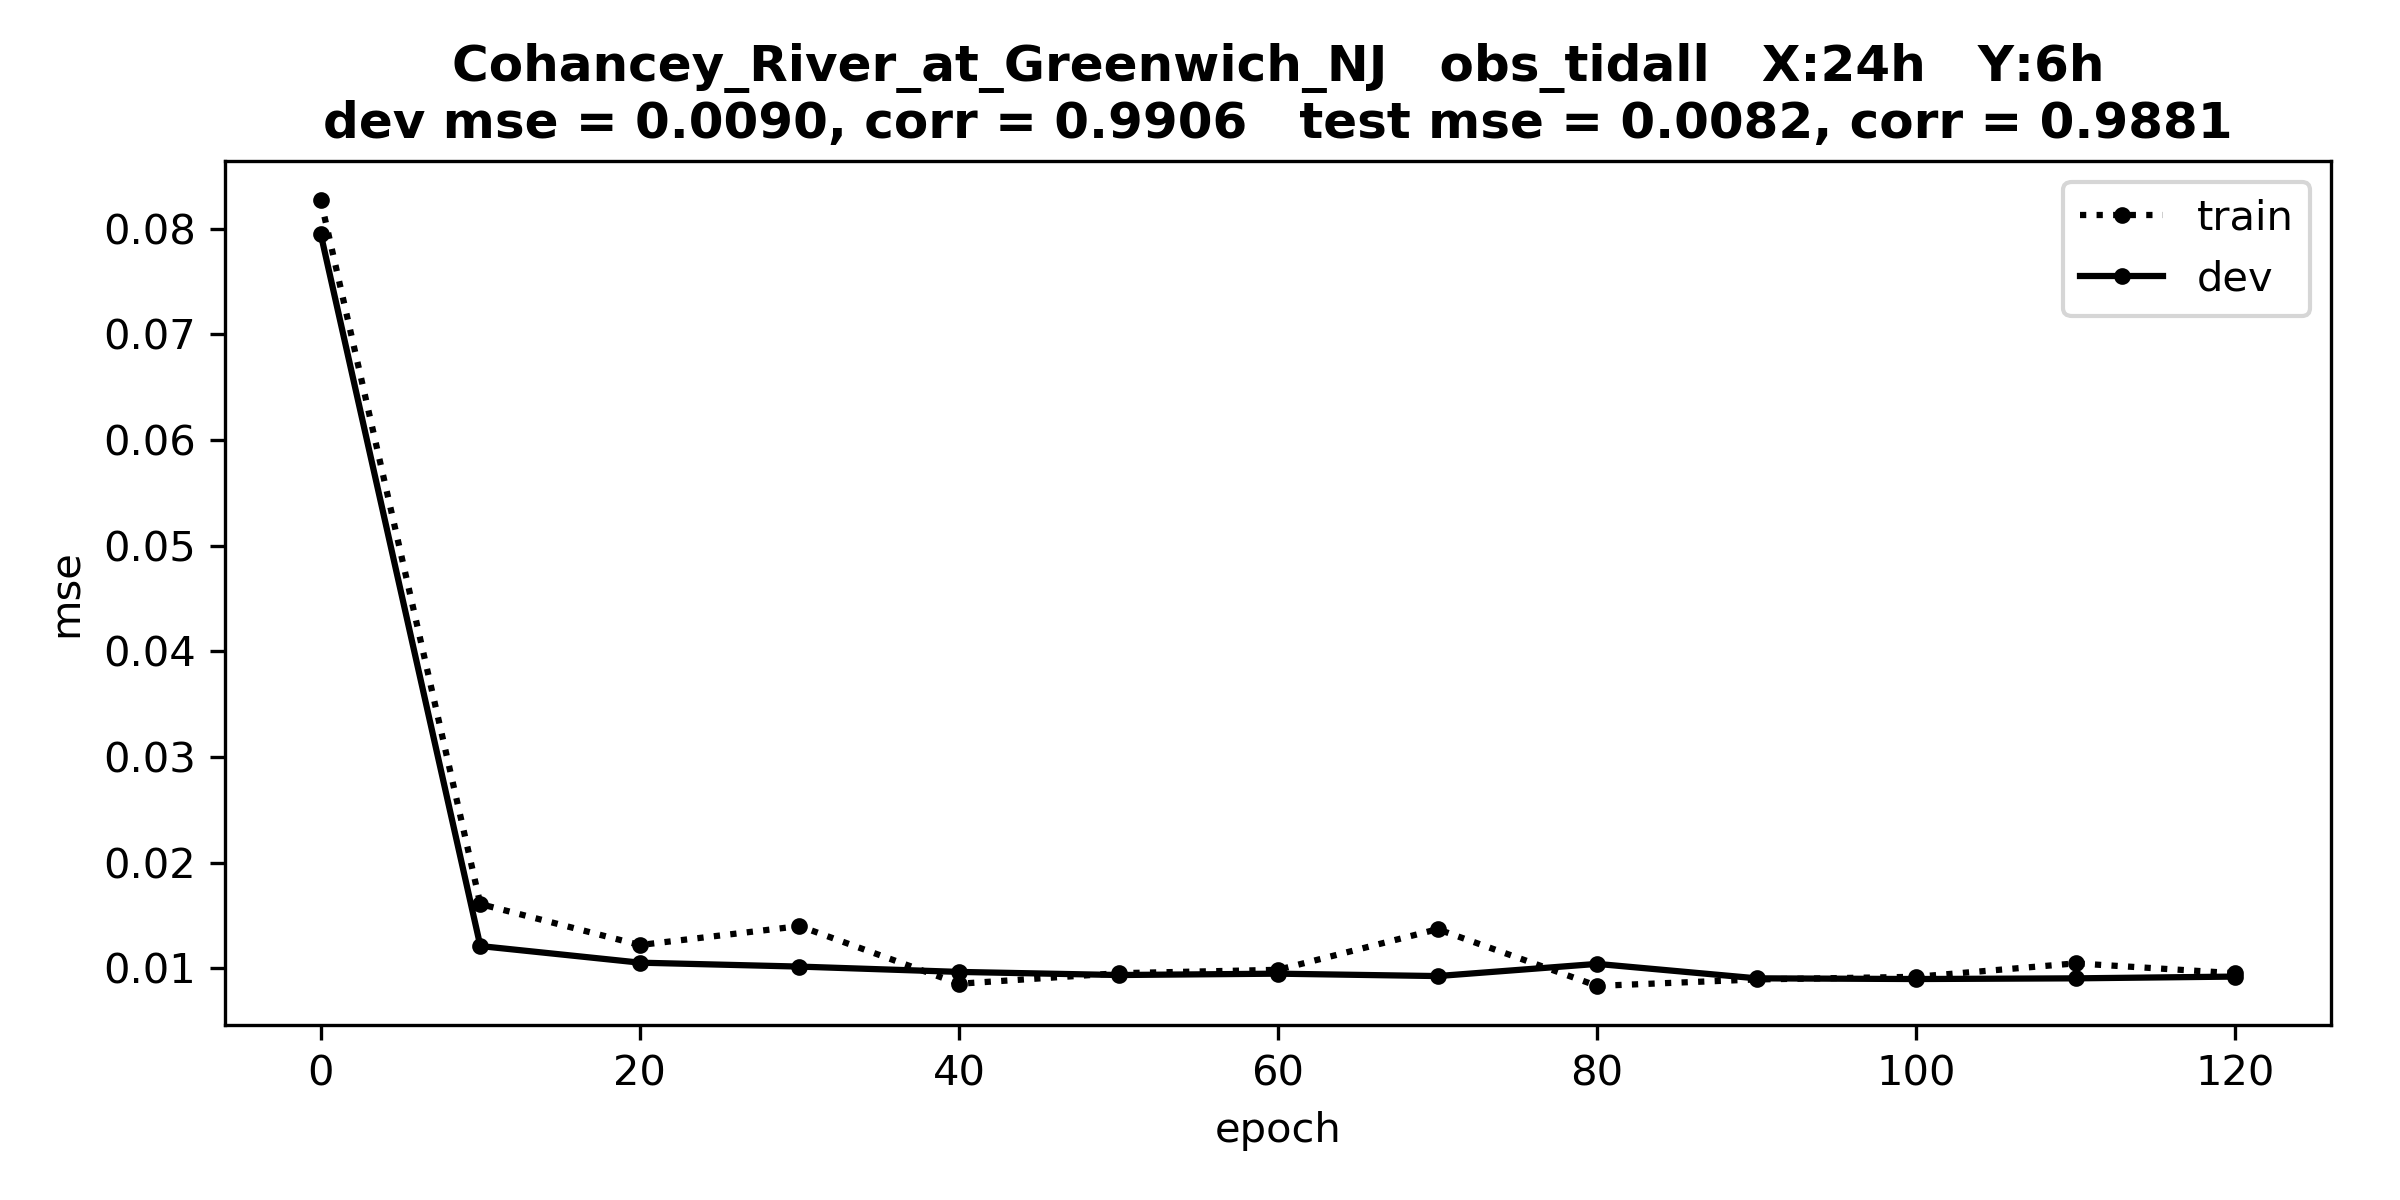 Cohancey_River_at_Greenwich_NJ   obs_tidall   X:24h   Y:6h
dev mse = 0.0090, corr = 0.9906   test mse = 0.0082, corr = 0.9881
train
dev
0.08
0.07
0.06
0.05
0.04
0.03
0.02
0.01
mse
0 20 40 60 80 100 120
epoch